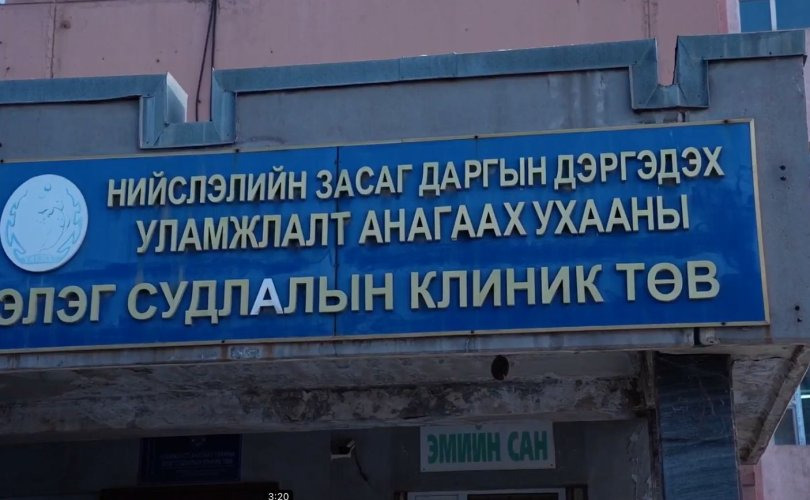 НИЙСЛЭЛИЙН ЗАСАГ ДАРГЫН ДЭРГЭДЭХ
УЛАМЖЛАЛТ АНАГААХ УХААНЫ
ЭЛЭГ СУДЛАЛЫН КЛИНИК ТӨВ
ЭМИЙН САН
3:20